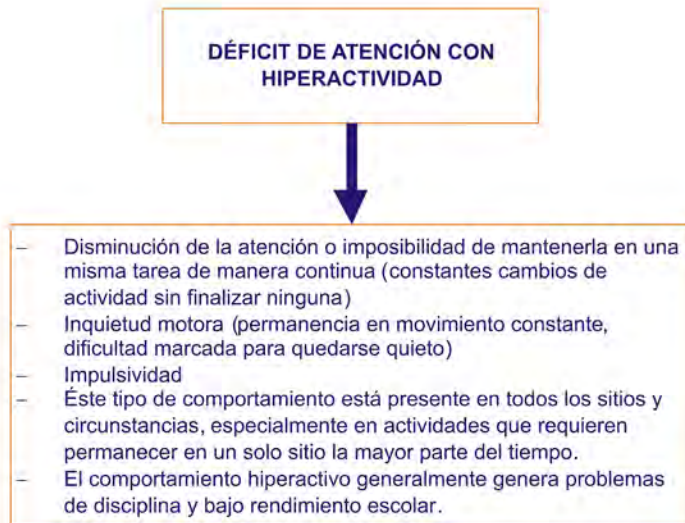 DÉFICIT DE ATENCIÓN CON
HIPERACTIVIDAD
– Disminución de la atención o imposibilidad de mantenerla en una
misma tarea de manera continua (constantes cambios de
actividad sin finalizar ninguna)
– Inquietud motora (permanencia en movimiento constante,
dificultad marcada para quedarse quieto)
– Impulsividad
– Éste tipo de comportamiento está presente en todos los sitios y
circunstancias, especialmente en actividades que requieren
permanecer en un solo sitio la mayor parte del tiempo.
– El comportamiento hiperactivo generalmente genera problemas
de disciplina y bajo rendimiento escolar.